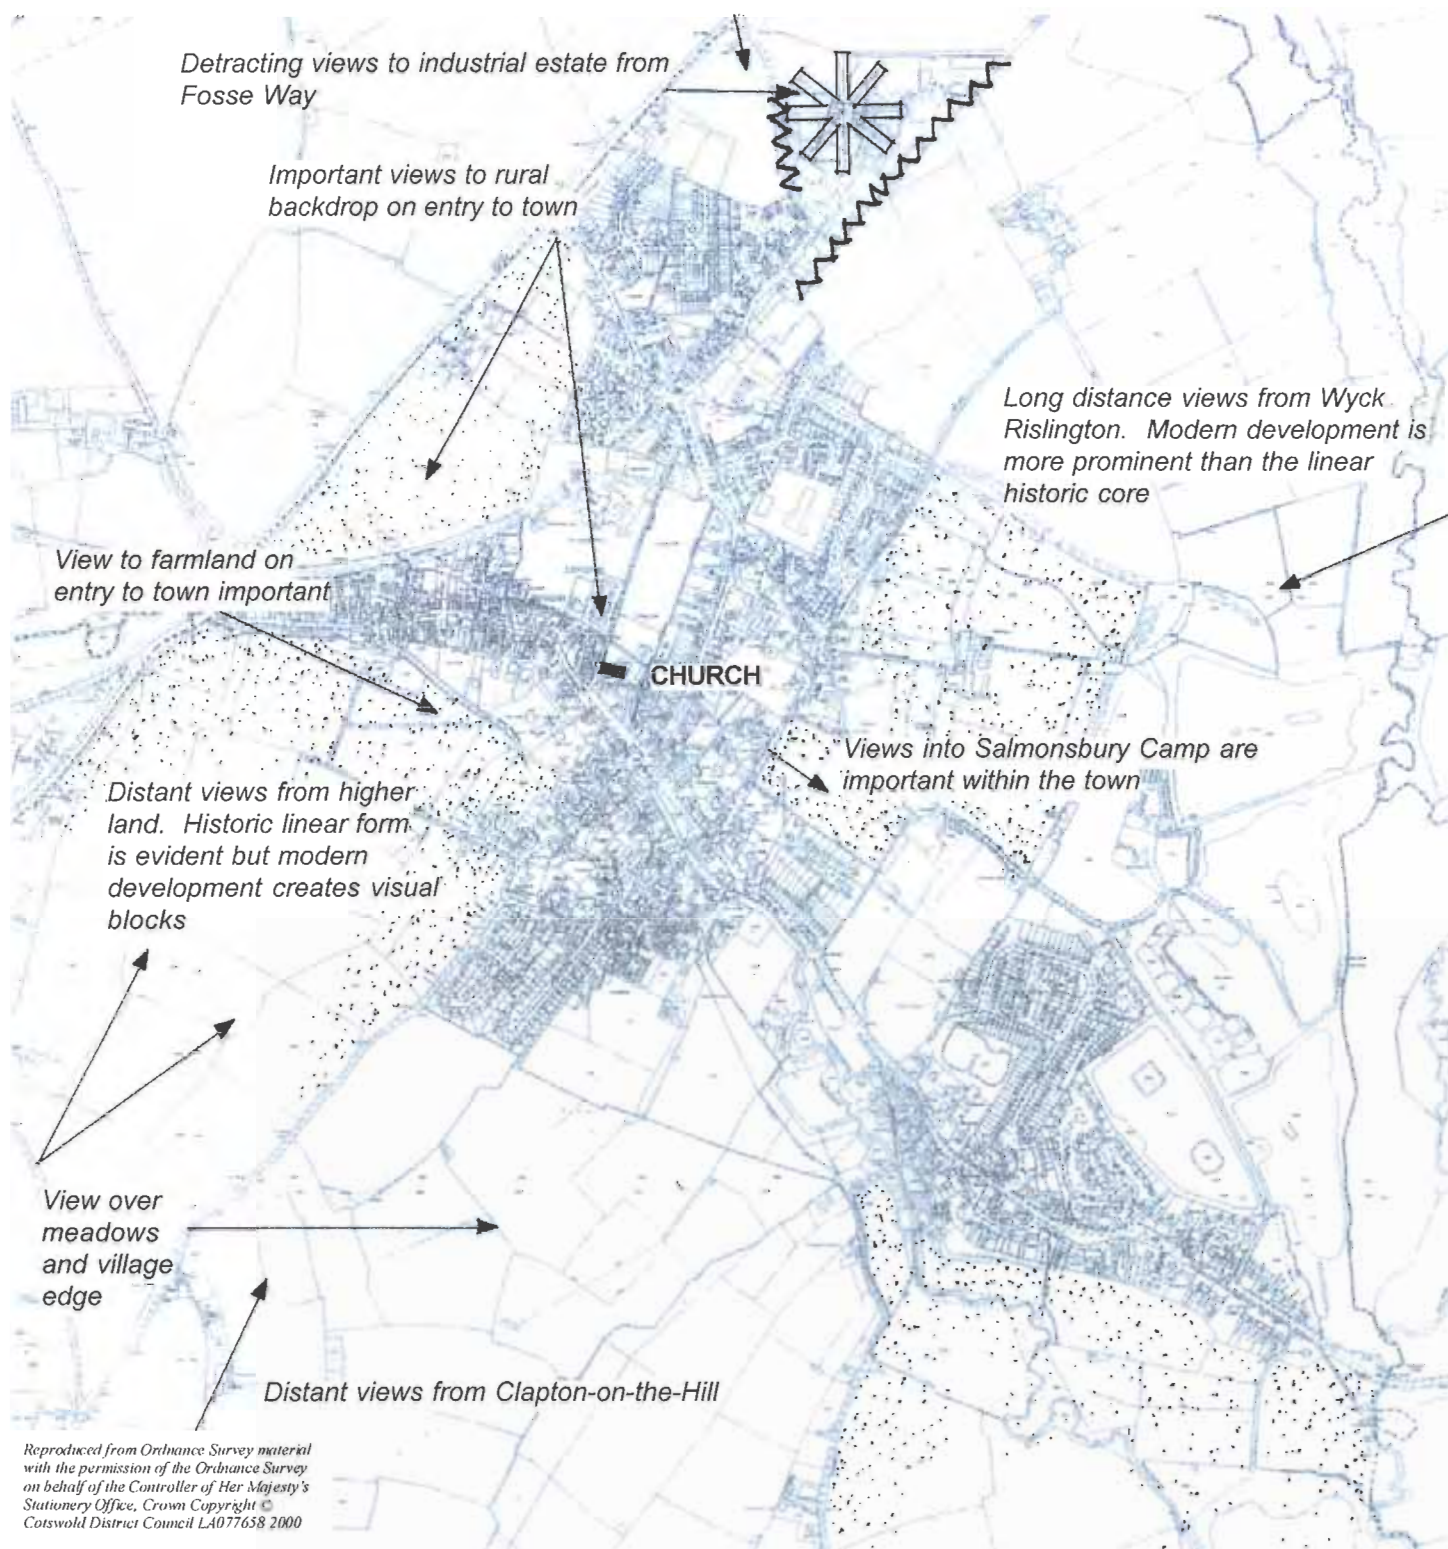 Detracting views to industrial estate from
Fosse Way
Important views to rural
backdrop on entry to town
Long distance views from Wyck
Rislington. Modern development is
more prominent than the linear
historic core
View to farmland on
entry to town important
CHURCH
Views into Salmonsbury Camp are
important within the town
Distant views from higher
land. Historic linear form
is evident but modern
development creates visual
blocks
View over
meadows
and village
edge
Distant views from Clapton-on-the-Hill
Reproduced from Ordnance Survey material
with the permission of the Ordnance Survey
on behalf of the Controller of Her Majesty's
Stationery Office, Crown Copyright ©
Cotswold District Council LA077658 2000